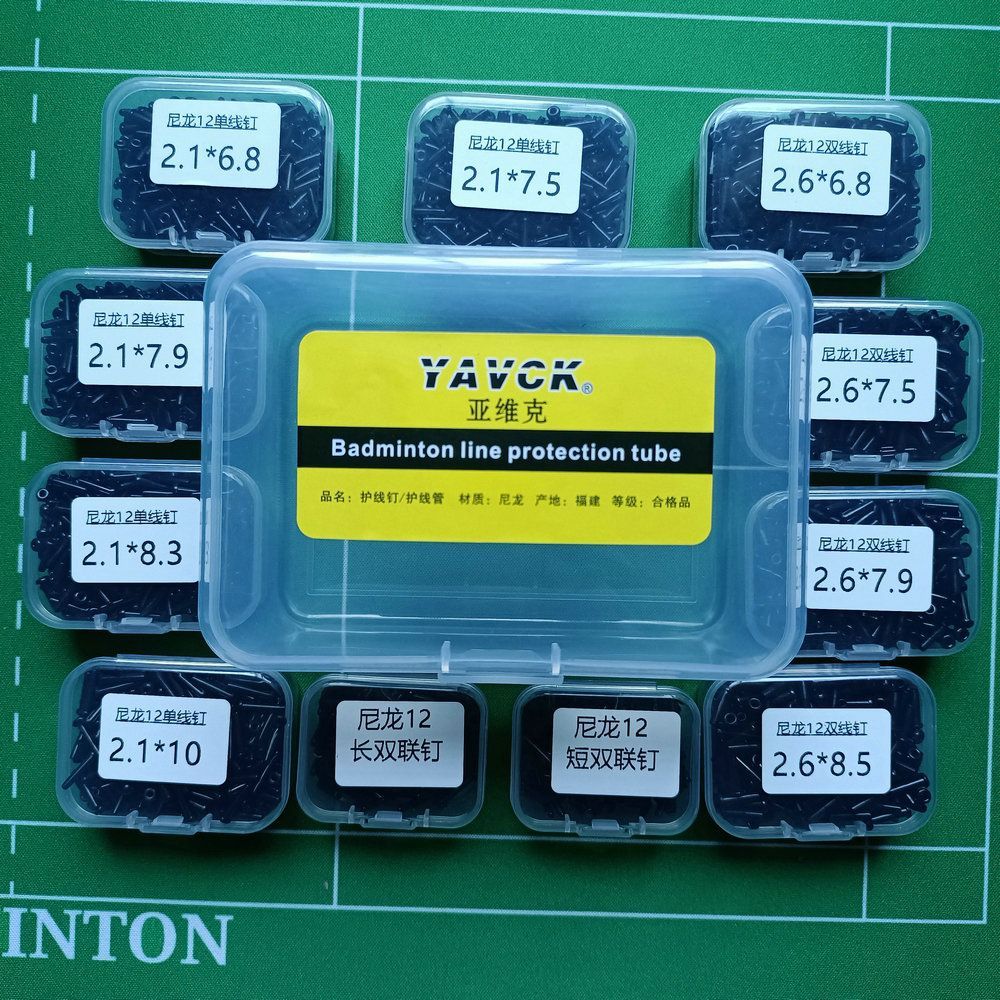 INTON
尼龙12单线钉
2.1*6.8
尼龙12单线钉
2.1*7.5
尼龙12双线钉
2.6*6.8
尼龙12单线钉
2.1*7.9
YAVCK®
亚维克
Badminton line protection tube
品名：护线钉/护线管 材质：尼龙 产地：福建 等级：合格品
尼龙12双线钉
2.6*7.5
尼龙12单线钉
2.1*8.3
尼龙12双线钉
2.6*7.9
尼龙12单线钉
2.1*10
尼龙12
长双联钉
尼龙12
短双联钉
尼龙12双线钉
2.6*8.5
INTON